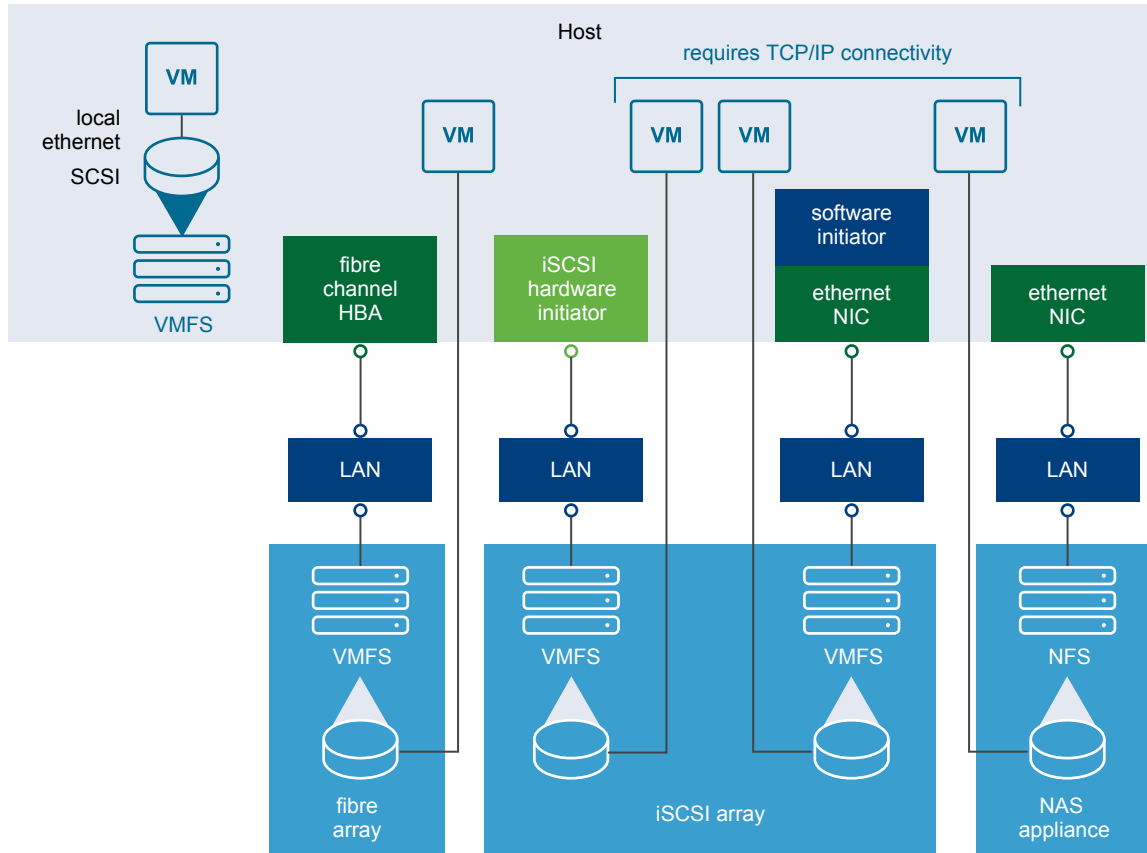 Host
requires TCP/IP connectivity
VM
local
ethernet
SCSI
VMFS
VM
VM
VM
VM
fibre
channel
HBA
iSCSI
hardware
initiator
software
initiator
ethernet
NIC
ethernet
NIC
LAN
LAN
LAN
LAN
VMFS
VMFS
VMFS
NFS
fibre
array
iSCSI array
NAS
appliance